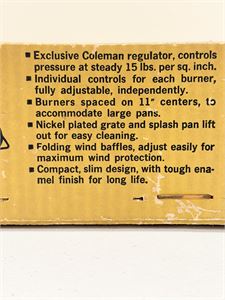 ■ Exclusive Coleman regulator, controls
pressure at steady 15 lbs. per sq. inch.
■ Individual controls for each burner,
fully adjustable, independently.
■ Burners spaced on 11" centers, to
accommodate large pans.
■ Nickel plated grate and splash pan lift
out for easy cleaning.
■ Folding wind baffles, adjust easily for
maximum wind protection.
■ Compact, slim design, with tough ena-
mel finish for long life.